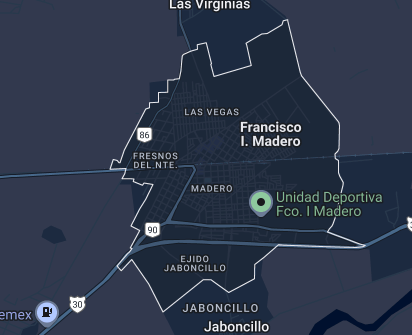 Las Virginias
LAS VEGAS
86
Francisco
I. Madero
FRESNOS
DEL NTE.
MADERO
Unidad Deportiva
Fco. I Madero
90
EJIDO
JABONCILLO
emex
30
JABONCILLO
Jaboncillo